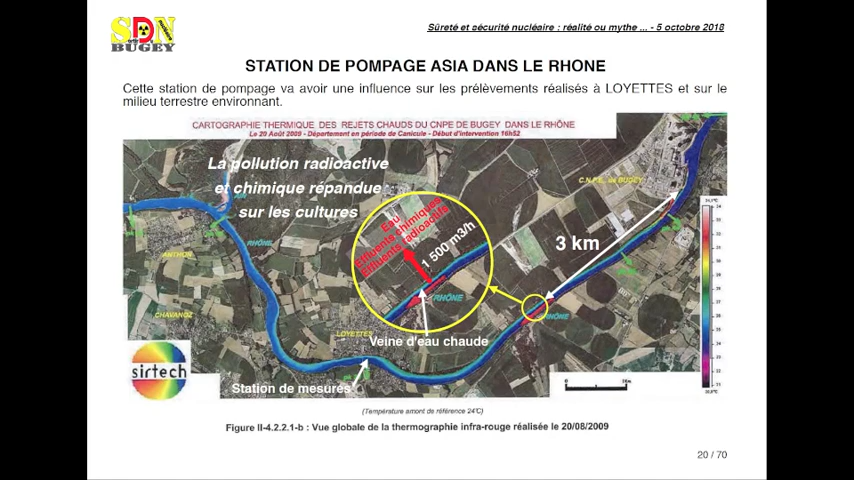 SDN
BUGEY
Sûreté et sécurité nucléaire : réalité ou mythe ... - 5 octobre 2018
STATION DE POMPAGE ASIA DANS LE RHONE
Cette station de pompage va avoir une influence sur les prélèvements réalisés à LOYETTES et sur le
milieu terrestre environnant.
CARTOGRAPHIE THERMIQUE DES REJETS CHAUDS DU CNPE DE BUGEY DANS LE RHÔNE
Le 20 Août 2009 - Département en période de Canicule - Début d'intervention 16h52
La pollution radioactive
et chimique répandue
sur les cultures
C.N.P.E. de BUGEY
Eau
Effluents chimiques
Effluents radioactifs
1 500 m3/h
3 km
RHÔNE
ANTHON
RHÔNE
RHÔNE
CHAVANOZ
LOYETTES
Veine d'eau chaude
sirtech
Station de mesures
(Température amont de référence 24°C)
Figure II-4.2.2.1-b : Vue globale de la thermographie infra-rouge réalisée le 20/08/2009
20 / 70